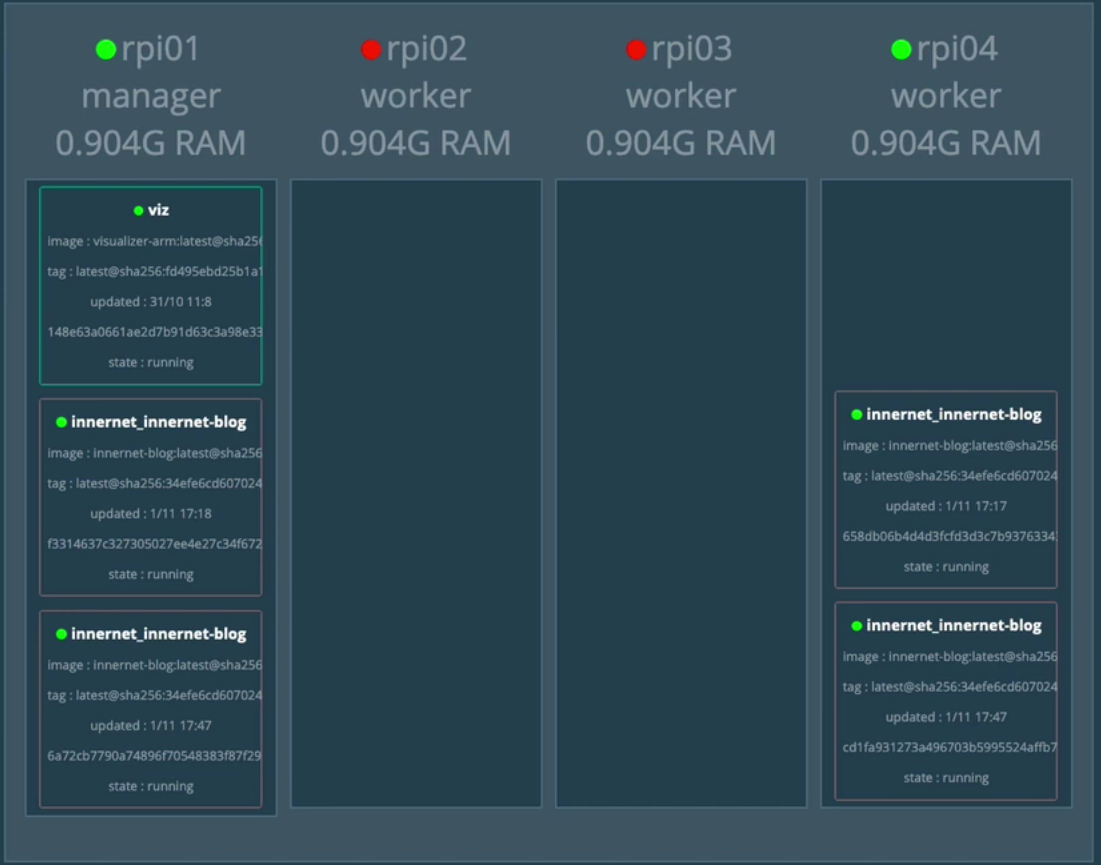 rpi01
manager
0.904G RAM
viz
image : visualizer-arm:latest@sha256
tag : latest@sha256:fd495ebd25b1a1
updated : 31/10 11:8
148e63a0661ae2d7b91d63c3a98e33
state : running
innernet_innernet-blog
image : innernet-blog:latest@sha256
tag : latest@sha256:34efe6cd607024
updated : 1/11 17:18
f3314637c327305027ee4e27c34f672
state : running
innernet_innernet-blog
image : innernet-blog:latest@sha256
tag : latest@sha256:34efe6cd607024
updated : 1/11 17:47
6a72cb7790a74896f70548383f87f29
state : running
rpi02
worker
0.904G RAM
rpi03
worker
0.904G RAM
rpi04
worker
0.904G RAM
innernet_innernet-blog
image : innernet-blog:latest@sha256
tag : latest@sha256:34efe6cd607024
updated : 1/11 17:17
658db06b4d4d3fcfd3d3c7b9376334
state : running
innernet_innernet-blog
image : innernet-blog:latest@sha256
tag : latest@sha256:34efe6cd607024
updated : 1/11 17:47
cd1fa931273a496703b5995524affb7
state : running